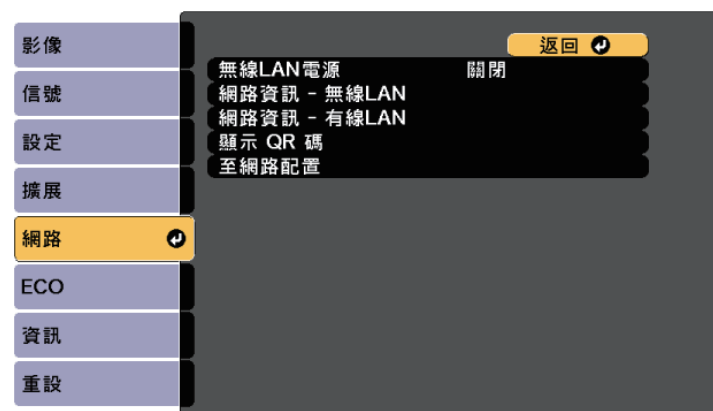 影像
信號
設定
擴展
網路
ECO
資訊
重設
返回
無線LAN電源 關閉
網路資訊 - 無線LAN
網路資訊 - 有線LAN
顯示 QR 碼
至網路配置